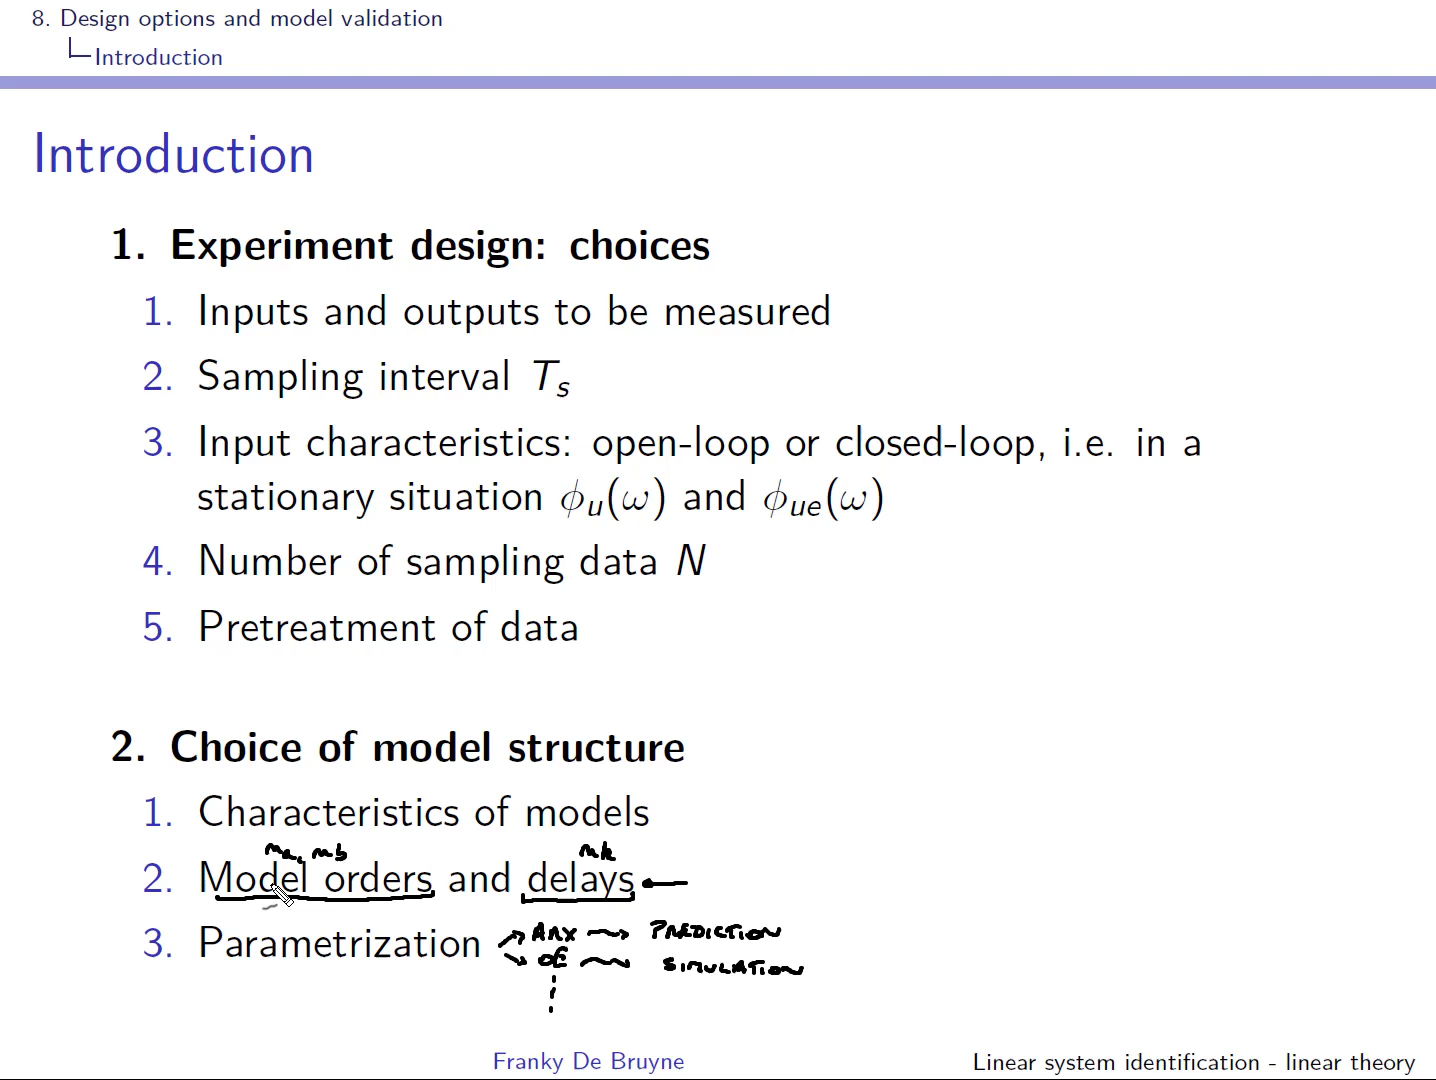 8. Design options and model validation
Introduction
Introduction
1. Experiment design: choices
1. Inputs and outputs to be measured
2. Sampling interval Ts
3. Input characteristics: open-loop or closed-loop, i.e. in a
stationary situation ϕu(ω) and ϕue(ω)
4. Number of sampling data N
5. Pretreatment of data
2. Choice of model structure
1. Characteristics of models
na, nb nk
2. Model orders and delays
3. Parametrization
ARX PREDICTION
OE SIMULATION
Franky De Bruyne
Linear system identification - linear theory